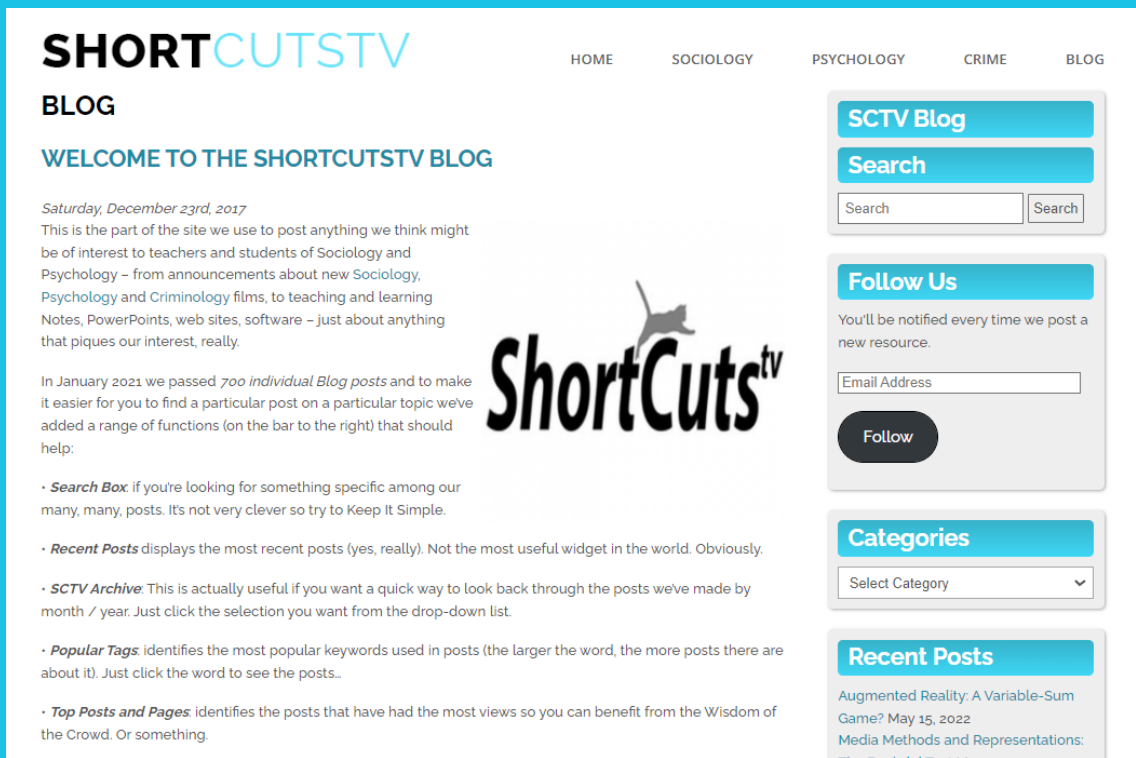 SHORTCUTSTV
HOME
SOCIOLOGY
PSYCHOLOGY
CRIME
BLOG
BLOG
WELCOME TO THE SHORTCUTSTV BLOG
Saturday, December 23rd, 2017
This is the part of the site we use to post anything we think might
be of interest to teachers and students of Sociology and
Psychology – from announcements about new Sociology,
Psychology and Criminology films, to teaching and learning
Notes, PowerPoints, web sites, software – just about anything
that piques our interest, really.
ShortCutstv
In January 2021 we passed 700 individual Blog posts and to make
it easier for you to find a particular post on a particular topic we've
added a range of functions (on the bar to the right) that should
help:
• Search Box: if you're looking for something specific among our
many, many, posts. It's not very clever so try to Keep It Simple.
• Recent Posts displays the most recent posts (yes, really). Not the most useful widget in the world. Obviously.
• SCTV Archive: This is actually useful if you want a quick way to look back through the posts we've made by
month / year. Just click the selection you want from the drop-down list.
• Popular Tags: identifies the most popular keywords used in posts (the larger the word, the more posts there are
about it). Just click the word to see the posts…
• Top Posts and Pages: identifies the posts that have had the most views so you can benefit from the Wisdom of
the Crowd. Or something.
SCTV Blog
Search
Search
Search
Follow Us
You'll be notified every time we post a
new resource.
Email Address
Follow
Categories
Select Category
Recent Posts
Augmented Reality: A Variable-Sum
Game? May 15, 2022
Media Methods and Representations: